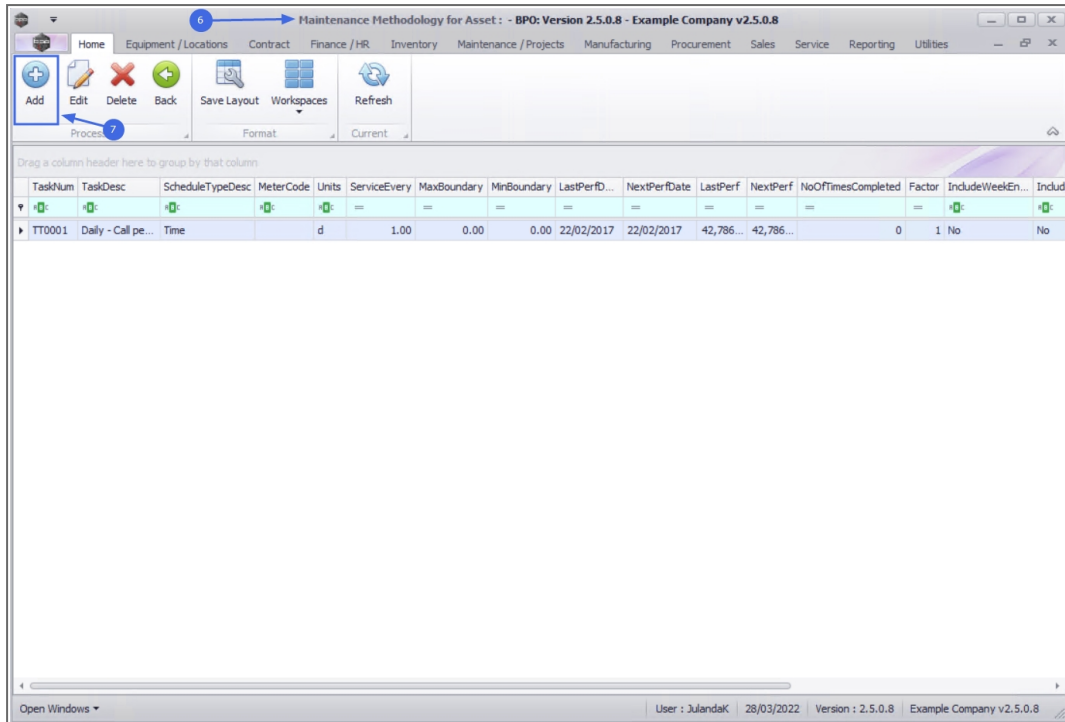 6
Maintenance Methodology for Asset : - BPO: Version 2.5.0.8 - Example Company v2.5.0.8
Home Equipment / Locations Contract Finance / HR Inventory Maintenance / Projects Manufacturing Procurement Sales Service Reporting Utilities
Add Edit Delete Back Save Layout Workspaces Refresh
7
Process Format Current
Drag a column header here to group by that column
TaskNum TaskDesc ScheduleTypeDesc MeterCode Units ServiceEvery MaxBoundary MinBoundary LastPerfD... NextPerfDate LastPerf NextPerf NoOfTimesCompleted Factor IncludeWeekEn... Includ
= = = = = = = = =
TT0001 Daily - Call pe... Time d 1.00 0.00 0.00 22/02/2017 22/02/2017 42,786... 42,786... 0 1 No No
Open Windows User : JulandaK 28/03/2022 Version : 2.5.0.8 Example Company v2.5.0.8